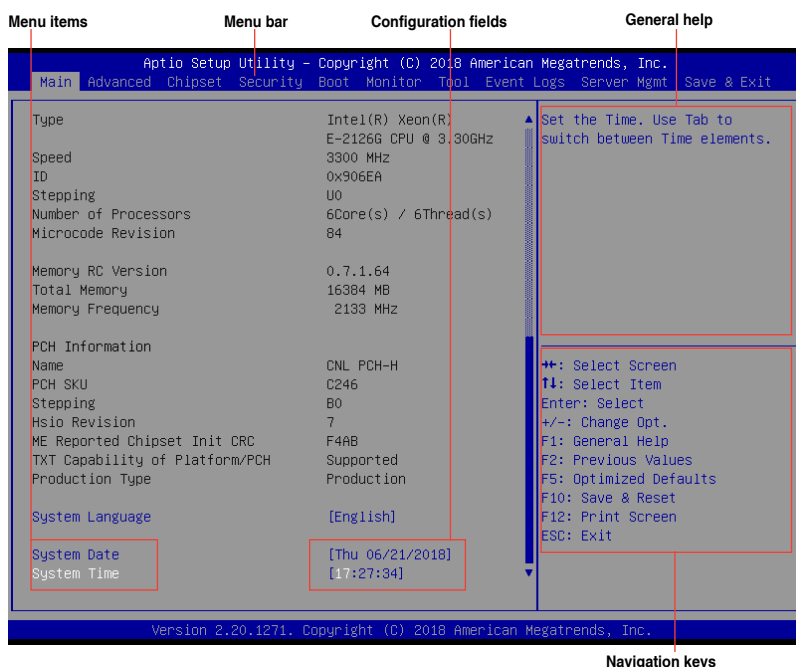 Menu items Menu bar Configuration fields General help
Aptio Setup Utility – Copyright (C) 2018 American Megatrends, Inc.
Main Advanced Chipset Security Boot Monitor Tool Event Logs Server Mgmt Save & Exit
Type Intel(R) Xeon(R)
E-2126G CPU @ 3.30GHz
Speed 3300 MHz
ID 0x906EA
Stepping U0
Number of Processors 6Core(s) / 6Thread(s)
Microcode Revision 84
Memory RC Version 0.7.1.64
Total Memory 16384 MB
Memory Frequency 2133 MHz
PCH Information
Name CNL PCH-H
PCH SKU C246
Stepping B0
Hsio Revision 7
ME Reported Chipset Init CRC F4AB
TXT Capability of Platform/PCH Supported
Production Type Production
System Language [English]
System Date [Thu 06/21/2018]
System Time [17:27:34]
Set the Time. Use Tab to
switch between Time elements.
→←: Select Screen
↑↓: Select Item
Enter: Select
+/-: Change Opt.
F1: General Help
F2: Previous Values
F5: Optimized Defaults
F10: Save & Reset
F12: Print Screen
ESC: Exit
Version 2.20.1271. Copyright (C) 2018 American Megatrends, Inc.
Navigation keys